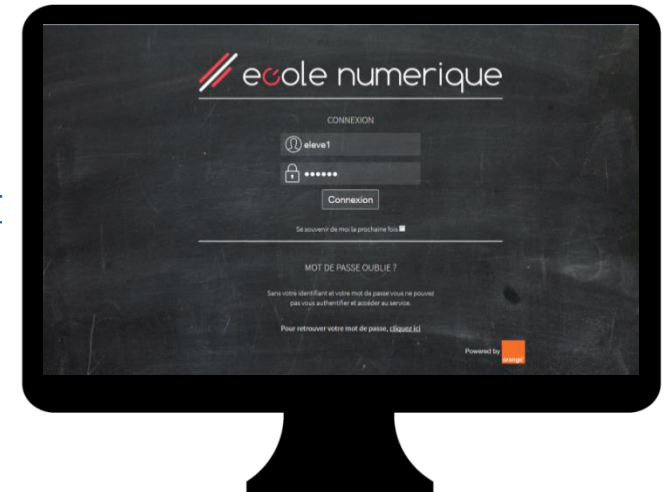 ecole numerique
CONNEXION
eleve1
••••••
Connexion
Se souvenir de moi la prochaine fois
MOT DE PASSE OUBLIE ?
Sans votre identifiant et votre mot de passe vous ne pouvez
pas vous authentifier et accéder au service.
Pour retrouver votre mot de passe, cliquez ici
Powered by
orange